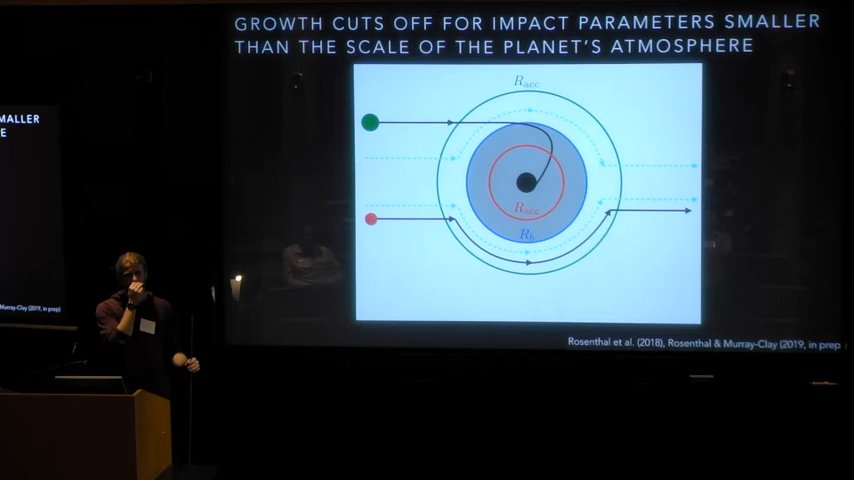 GROWTH CUTS OFF FOR IMPACT PARAMETERS SMALLER
THAN THE SCALE OF THE PLANET'S ATMOSPHERE
MALLER
E
Racc
Racc
Rb
Murray-Clay (2019, in prep)
Rosenthal et al. (2018), Rosenthal & Murray-Clay (2019, in prep